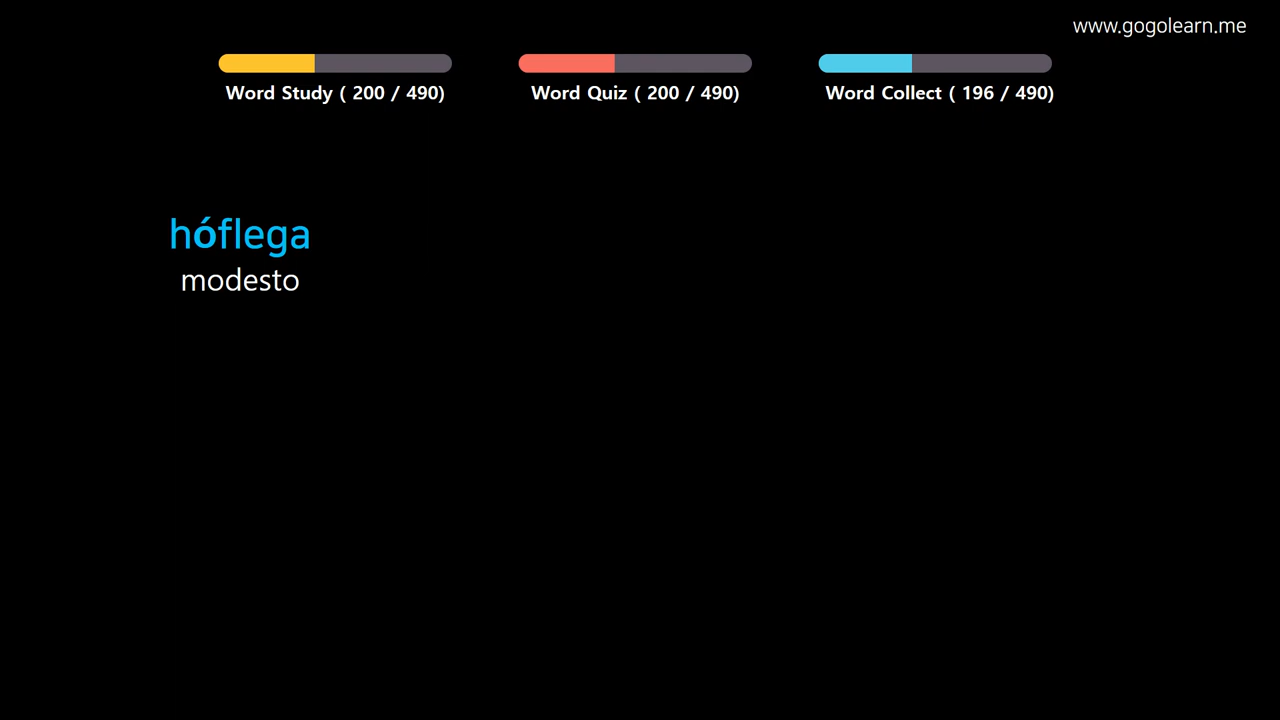 www.gogolearn.me
Word Study ( 200 / 490)
Word Quiz ( 200 / 490)
Word Collect ( 196 / 490)
hóflega
modesto